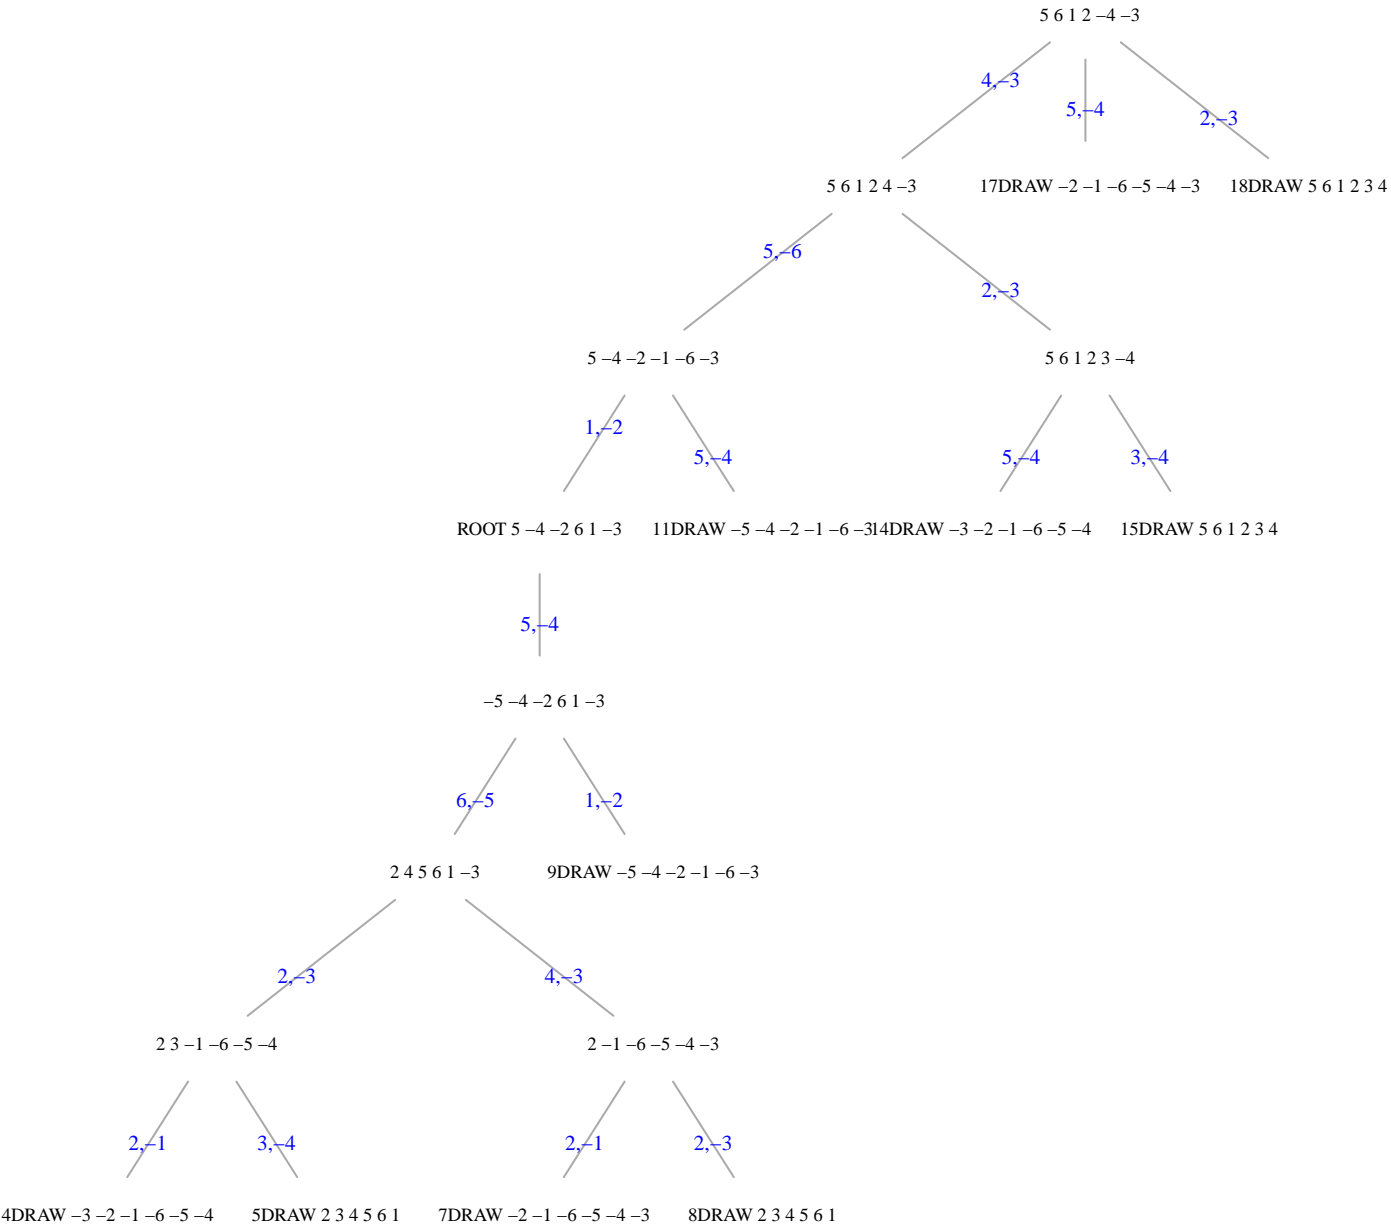 5 6 1 2 –4 –3
4,–3
5,–4
2,–3
5 6 1 2 4 –3
17DRAW –2 –1 –6 –5 –4 –3
18DRAW 5 6 1 2 3 4
5,–6
2,–3
5 –4 –2 –1 –6 –3
5 6 1 2 3 –4
1,–2
5,–4
5,–4
3,–4
ROOT 5 –4 –2 6 1 –3
11DRAW –5 –4 –2 –1 –6 –3
14DRAW –3 –2 –1 –6 –5 –4
15DRAW 5 6 1 2 3 4
5,–4
–5 –4 –2 6 1 –3
6,–5
1,–2
2 4 5 6 1 –3
9DRAW –5 –4 –2 –1 –6 –3
2,–3
4,–3
2 3 –1 –6 –5 –4
2 –1 –6 –5 –4 –3
2,–1
3,–4
2,–1
2,–3
4DRAW –3 –2 –1 –6 –5 –4
5DRAW 2 3 4 5 6 1
7DRAW –2 –1 –6 –5 –4 –3
8DRAW 2 3 4 5 6 1